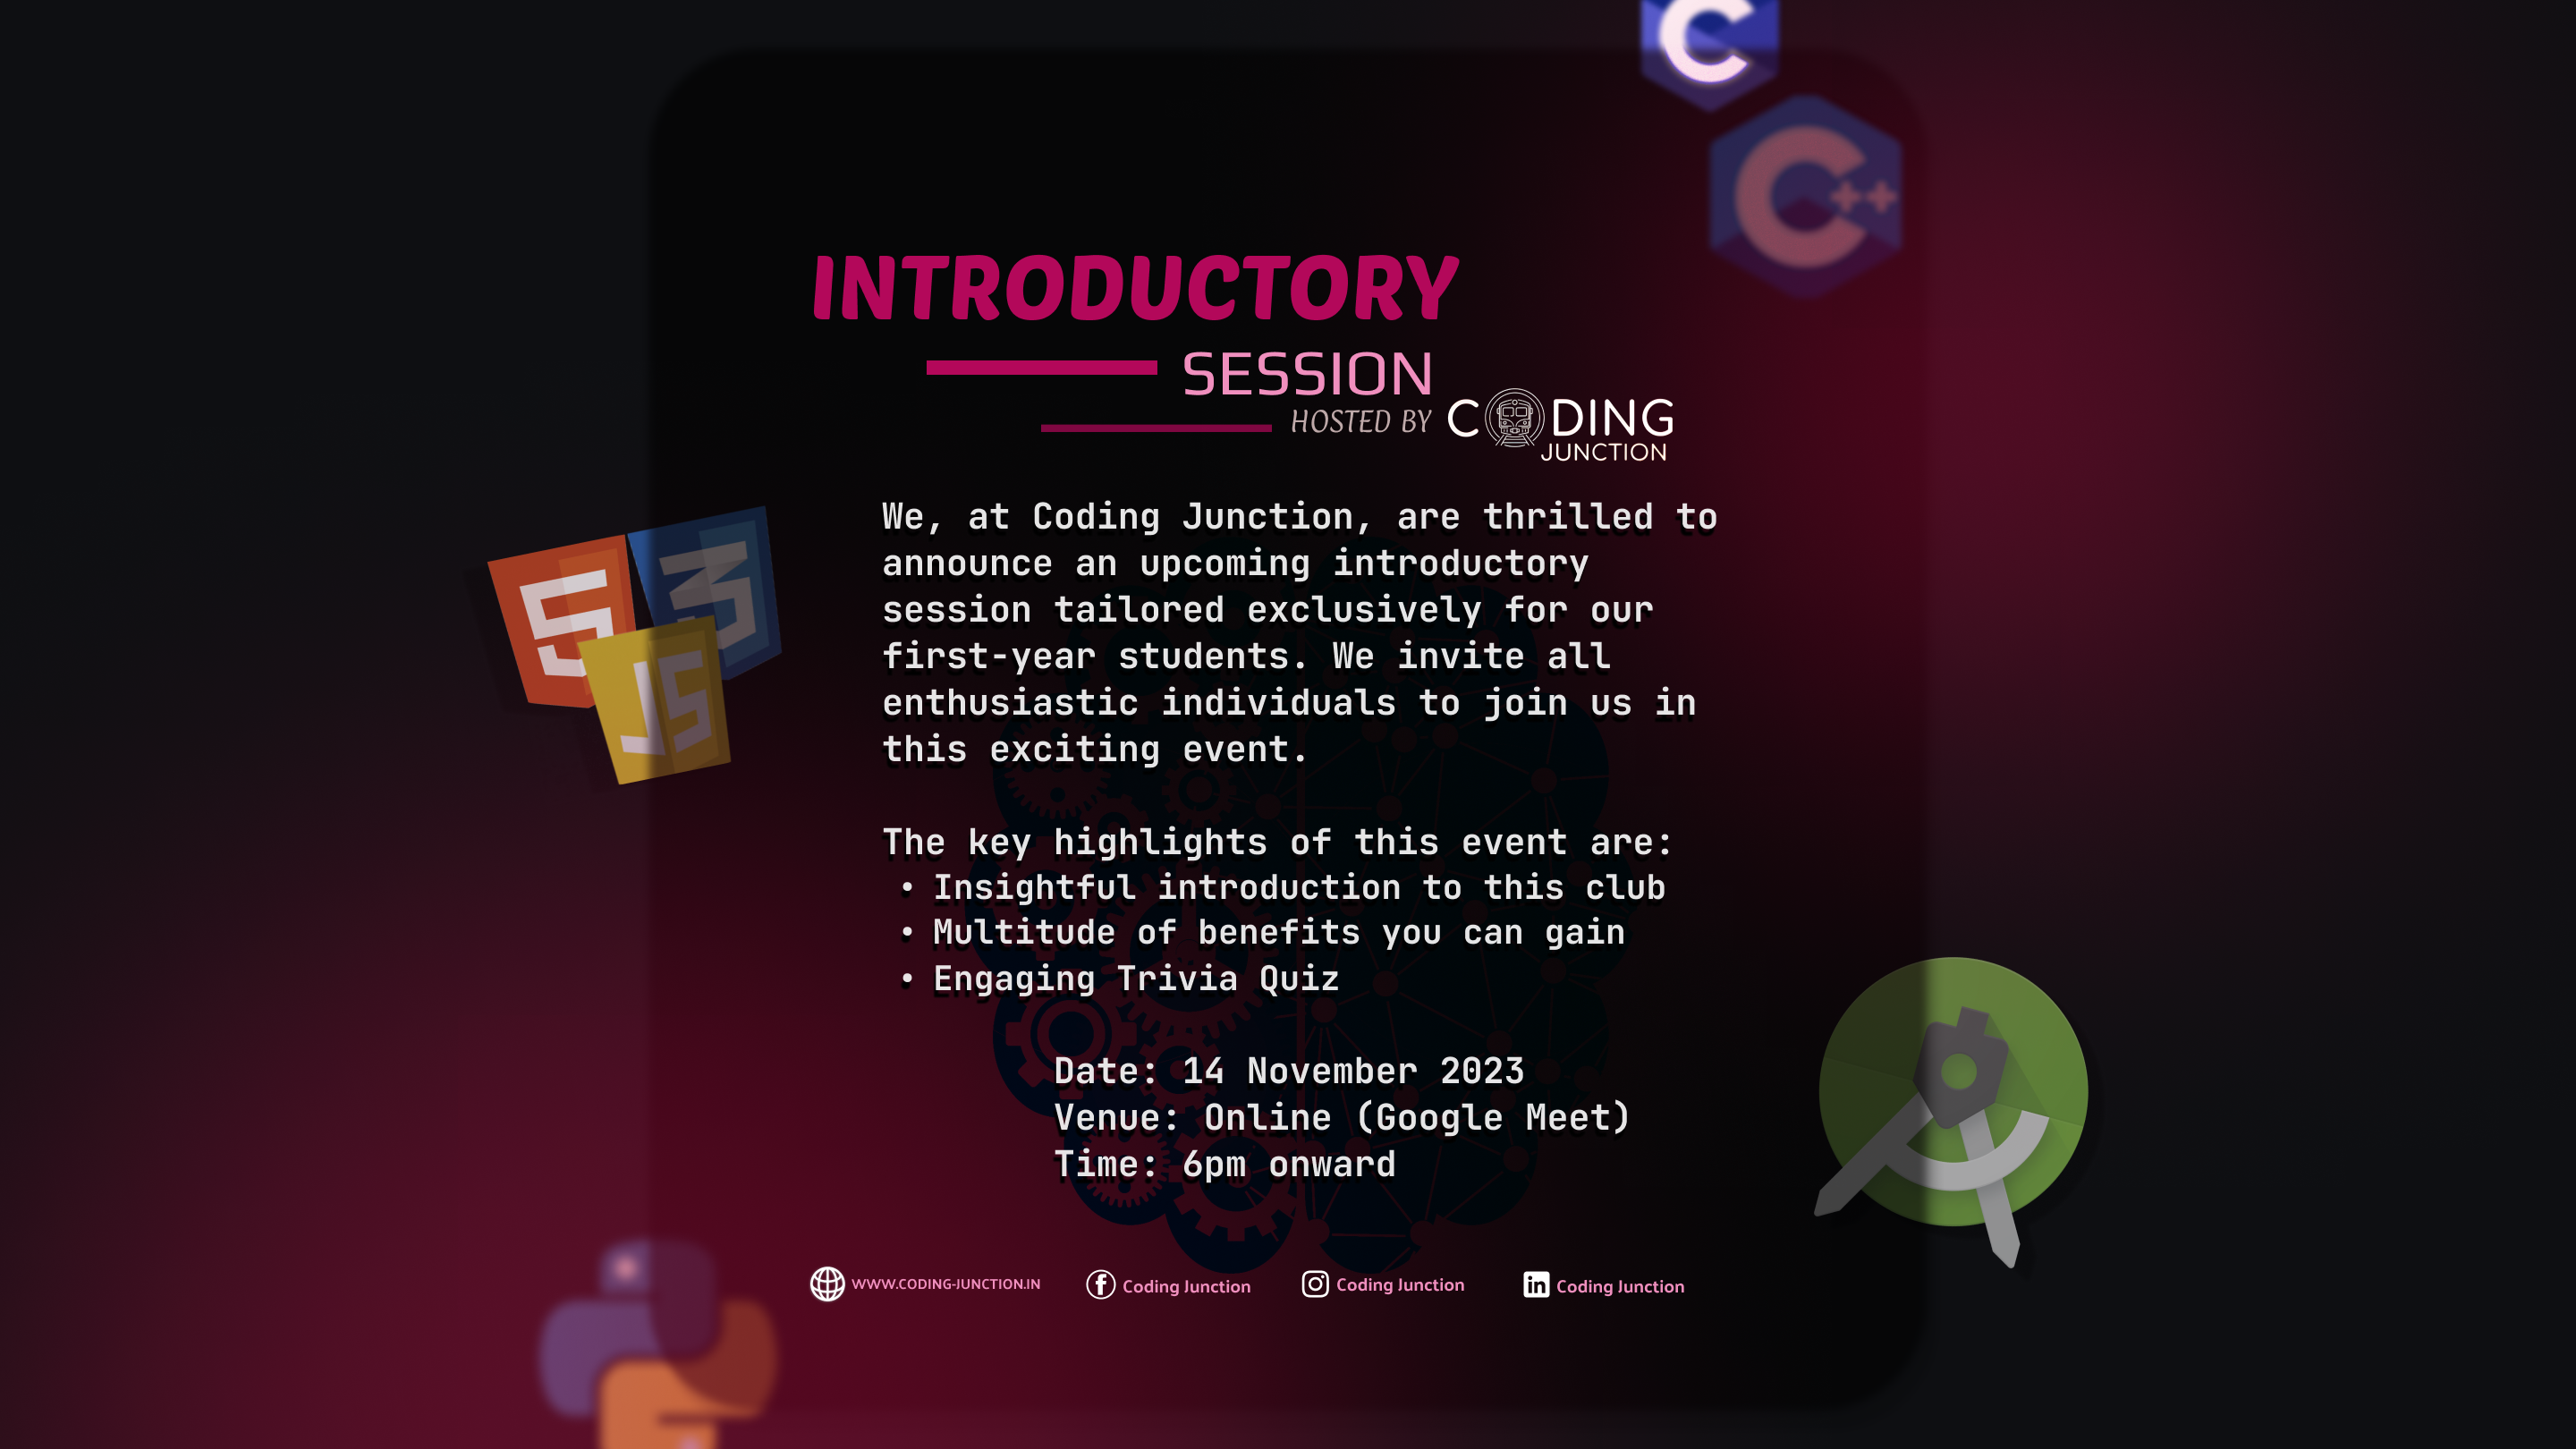 C
C++
INTRODUCTORY
SESSION
HOSTED BY CODING
JUNCTION
We, at Coding Junction, are thrilled to
announce an upcoming introductory
session tailored exclusively for our
first-year students. We invite all
enthusiastic individuals to join us in
this exciting event.
5
3
JS
The key highlights of this event are:
• Insightful introduction to this club
• Multitude of benefits you can gain
• Engaging Trivia Quiz
Date: 14 November 2023
Venue: Online (Google Meet)
Time: 6pm onward
WWW.CODING-JUNCTION.IN
f Coding Junction
Coding Junction
in Coding Junction